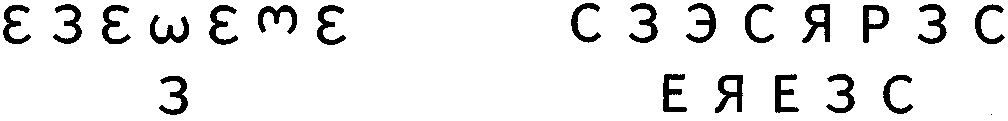 Ɛ З Ɛ ω Ɛ ო Ɛ
З
С З Э С Я Р З С
Е Я Е З С